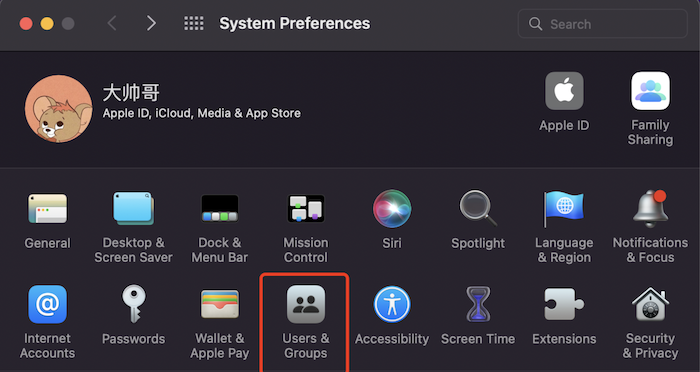 System Preferences
Search
大帅哥
Apple ID, iCloud, Media & App Store
Apple ID
Family
Sharing
General
Desktop &
Screen Saver
Dock &
Menu Bar
Mission
Control
Siri
Spotlight
Language
& Region
Notifications
& Focus
Internet
Accounts
Passwords
Wallet &
Apple Pay
Users &
Groups
Accessibility
Screen Time
Extensions
Security
& Privacy